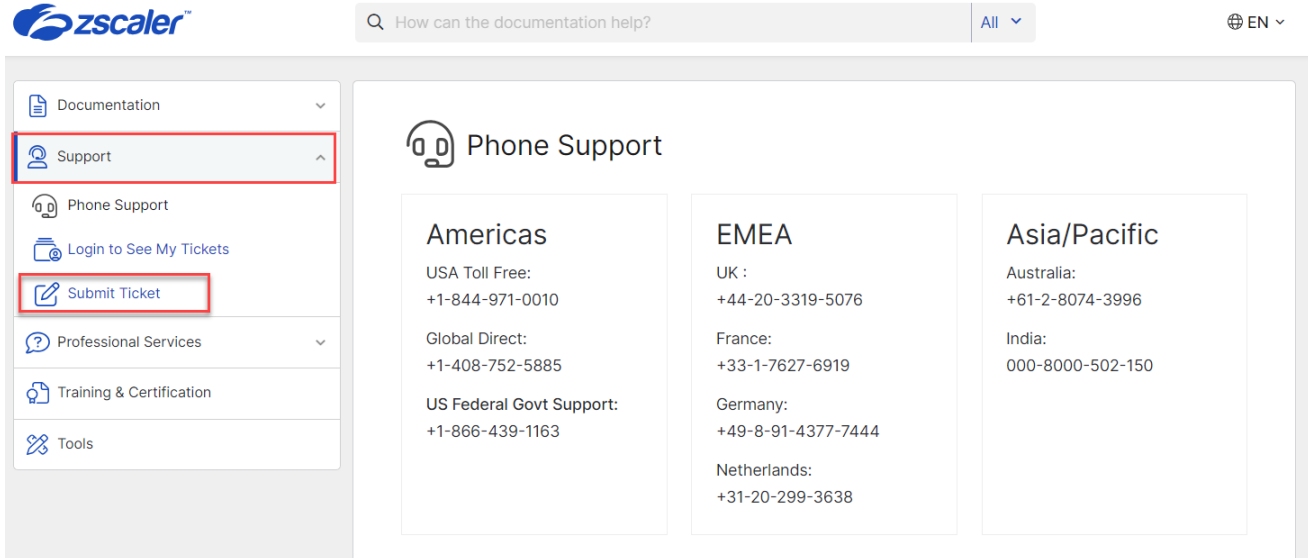 zscaler™
How can the documentation help?
All
EN
Documentation
Support
Phone Support
Login to See My Tickets
Submit Ticket
Professional Services
Training & Certification
Tools
Phone Support
Americas
USA Toll Free:
+1-844-971-0010
Global Direct:
+1-408-752-5885
US Federal Govt Support:
+1-866-439-1163
EMEA
UK :
+44-20-3319-5076
France:
+33-1-7627-6919
Germany:
+49-8-91-4377-7444
Netherlands:
+31-20-299-3638
Asia/Pacific
Australia:
+61-2-8074-3996
India:
000-8000-502-150